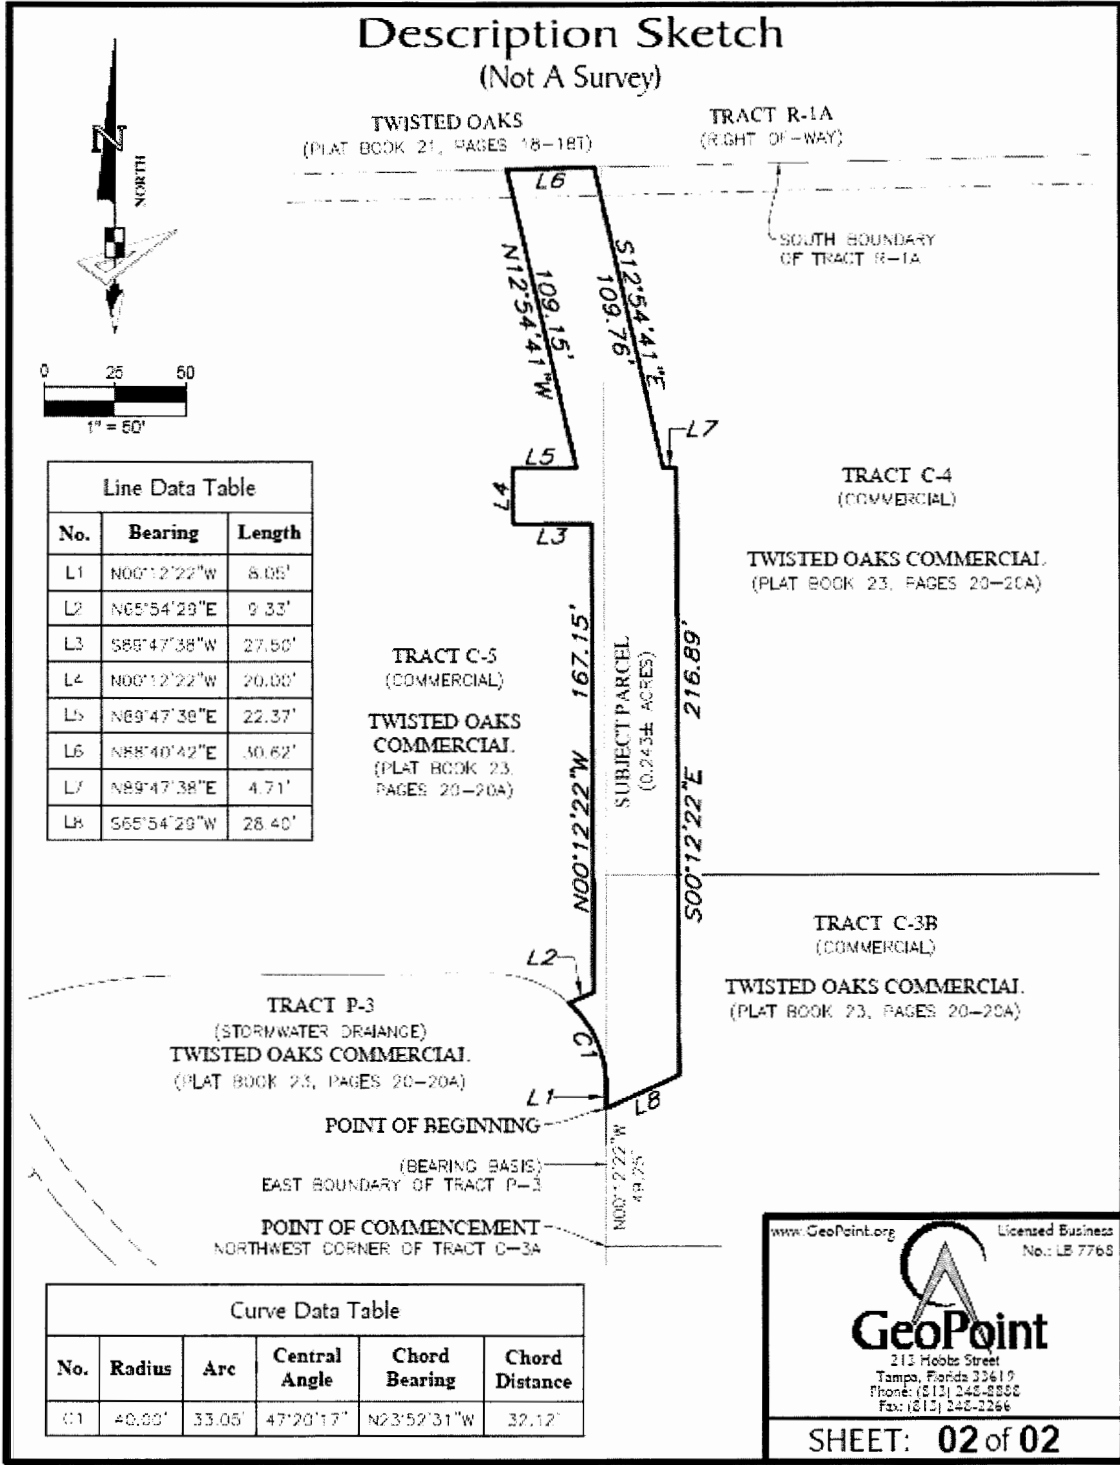 Description Sketch
(Not A Survey)
N
NORTH
0 25 50
1" = 50'
TWISTED OAKS
(PLAT BOOK 21, PAGES 18-18T)
TRACT R-1A
(RIGHT OF-WAY)
L6
SOUTH BOUNDARY
OF TRACT R-1A
N12°54'41"W
109.15'
S12°54'41"E
109.76'
L7
L5
L4
L3
Line Data Table
No. Bearing Length
L1 N00°12'22"W 8.05'
L2 N65°54'29"E 9.33'
L3 S89°47'38"W 27.50'
L4 N00°12'22"W 20.00'
L5 N89°47'38"E 22.37'
L6 N88°40'42"E 30.62'
L7 N89°47'38"E 4.71'
L8 S65°54'29"W 28.40'
TRACT C-4
(COMMERCIAL)
TWISTED OAKS COMMERCIAL
(PLAT BOOK 23, PAGES 20-20A)
TRACT C-5
(COMMERCIAL)
TWISTED OAKS
COMMERCIAL
(PLAT BOOK 23,
PAGES 20-20A)
N00°12'22"W 167.15'
SUBJECT PARCEL
(0.243± ACRES)
S00°12'22"E 216.89'
TRACT C-3B
(COMMERCIAL)
TWISTED OAKS COMMERCIAL
(PLAT BOOK 23, PAGES 20-20A)
L2
TRACT P-3
(STORMWATER DRAIANGE)
TWISTED OAKS COMMERCIAL
(PLAT BOOK 23, PAGES 20-20A)
C1
L1
L8
POINT OF BEGINNING
(BEARING BASIS)
EAST BOUNDARY OF TRACT P-3
N00°12'22"W
49.25'
POINT OF COMMENCEMENT
NORTHWEST CORNER OF TRACT C-3A
Curve Data Table
No. Radius Arc Central Angle Chord Bearing Chord Distance
C1 40.00' 33.05' 47°20'17" N23°52'31"W 32.12'
www.GeoPoint.org
Licensed Business
No.: LB 7768
GeoPoint
213 Hobbs Street
Tampa, Florida 33619
Phone: (813) 248-8888
Fax: (813) 248-2266
SHEET: 02 of 02